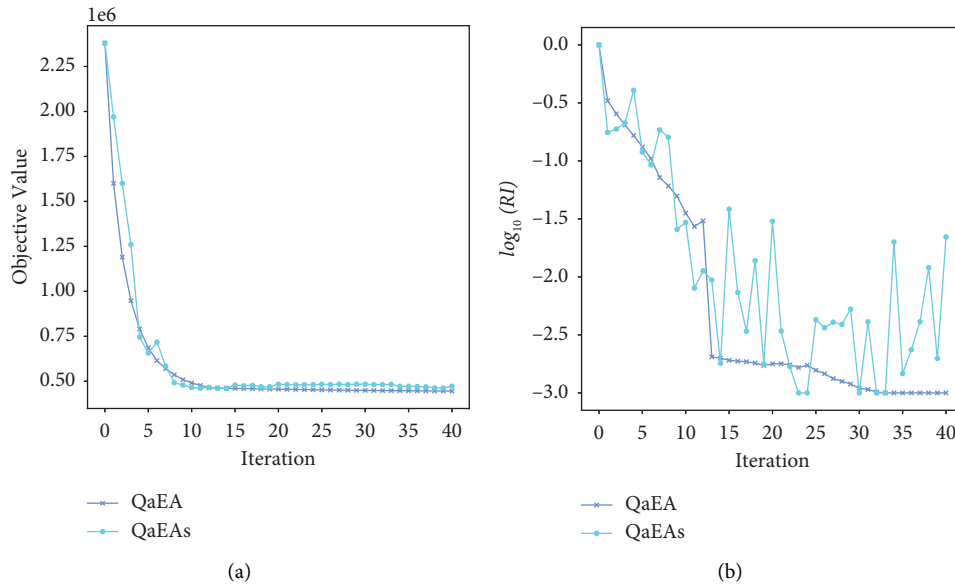 1e6
2.25
2.00
1.75
1.50
1.25
1.00
0.75
0.50
Objective Value
0 5 10 15 20 25 30 35 40
Iteration
QaEA
QaEAs
(a)
0.0
−0.5
−1.0
−1.5
−2.0
−2.5
−3.0
log10 (RI)
0 5 10 15 20 25 30 35 40
Iteration
QaEA
QaEAs
(b)